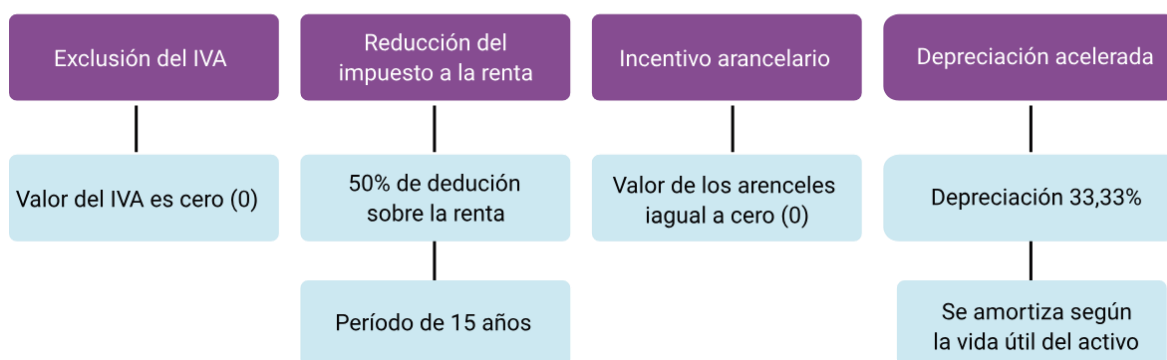 Exclusión del IVA
Reducción del
impuesto a la renta
Incentivo arancelario
Depreciación acelerada
Valor del IVA es cero (0)
50% de dedución
sobre la renta
Valor de los arenceles
iagual a cero (0)
Depreciación 33,33%
Período de 15 años
Se amortiza según
la vida útil del activo